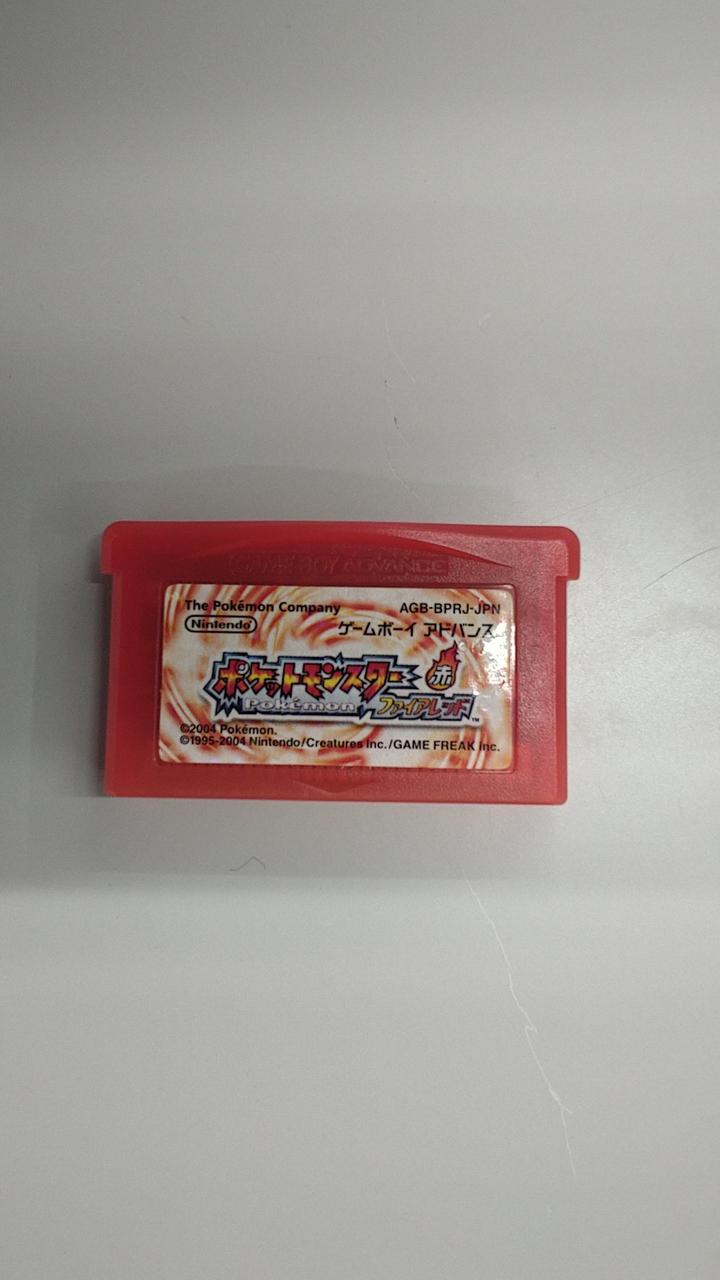 GAME BOY ADVANCE
The Pokémon Company AGB-BPRJ-JPN
Nintendo ゲームボーイ アドバンス
ポケットモンスター 赤
Pokémon ファイアレッド™
©2004 Pokémon.
©1995-2004 Nintendo/Creatures Inc./GAME FREAK inc.